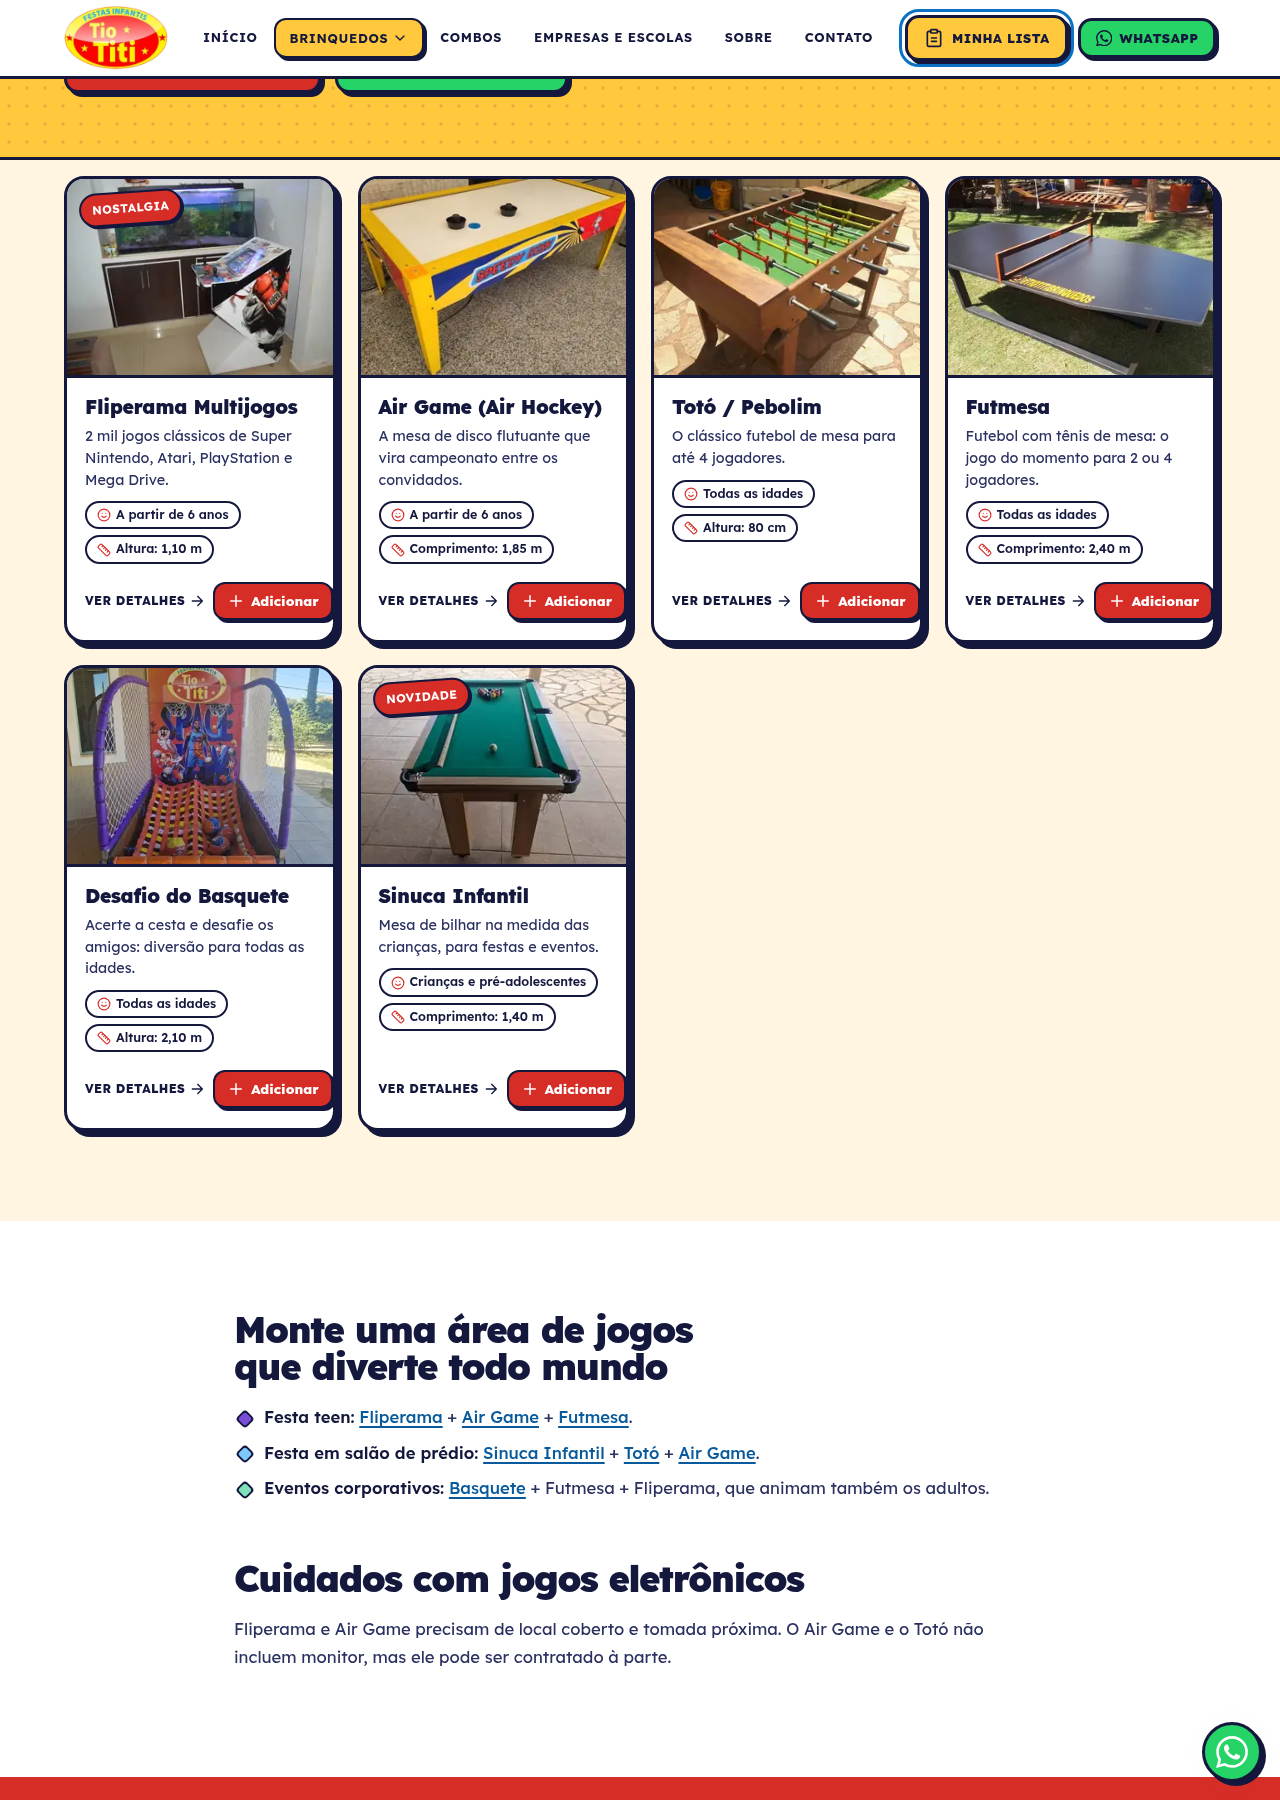 FESTAS INFANTIS
Tio
Titi
INÍCIO
BRINQUEDOS
COMBOS
EMPRESAS E ESCOLAS
SOBRE
CONTATO
MINHA LISTA
WHATSAPP
NOSTALGIA
SPEEDY GAME
Fliperama Multijogos
2 mil jogos clássicos de Super
Nintendo, Atari, PlayStation e
Mega Drive.
A partir de 6 anos
Altura: 1,10 m
VER DETALHES
Adicionar
Air Game (Air Hockey)
A mesa de disco flutuante que
vira campeonato entre os
convidados.
A partir de 6 anos
Comprimento: 1,85 m
VER DETALHES
Adicionar
Totó / Pebolim
O clássico futebol de mesa para
até 4 jogadores.
Todas as idades
Altura: 80 cm
VER DETALHES
Adicionar
Futmesa
Futebol com tênis de mesa: o
jogo do momento para 2 ou 4
jogadores.
Todas as idades
Comprimento: 2,40 m
VER DETALHES
Adicionar
Tio
Titi
SPACE
JAM
NOVIDADE
Desafio do Basquete
Acerte a cesta e desafie os
amigos: diversão para todas as
idades.
Todas as idades
Altura: 2,10 m
VER DETALHES
Adicionar
Sinuca Infantil
Mesa de bilhar na medida das
crianças, para festas e eventos.
Crianças e pré-adolescentes
Comprimento: 1,40 m
VER DETALHES
Adicionar
Monte uma área de jogos
que diverte todo mundo
Festa teen: Fliperama + Air Game + Futmesa.
Festa em salão de prédio: Sinuca Infantil + Totó + Air Game.
Eventos corporativos: Basquete + Futmesa + Fliperama, que animam também os adultos.
Cuidados com jogos eletrônicos
Fliperama e Air Game precisam de local coberto e tomada próxima. O Air Game e o Totó não
incluem monitor, mas ele pode ser contratado à parte.